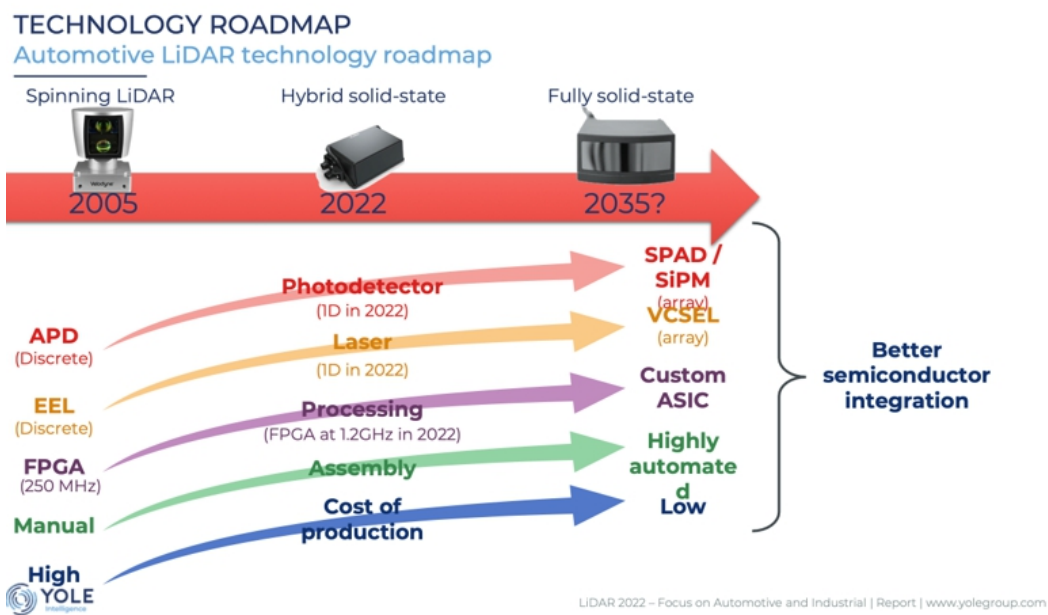 TECHNOLOGY ROADMAP
Automotive LiDAR technology roadmap
Spinning LiDAR
Hybrid solid-state
Fully solid-state
Velodyne
2005
2022
2035?
APD
(Discrete)
Photodetector
(1D in 2022)
SPAD /
SiPM
(array)
EEL
(Discrete)
Laser
(1D in 2022)
VCSEL
(array)
FPGA
(250 MHz)
Processing
(FPGA at 1.2GHz in 2022)
Custom
ASIC
Manual
Assembly
Highly
automate
d
High
Cost of
production
Low
Better
semiconductor
integration
YOLE
Intelligence
LiDAR 2022 – Focus on Automotive and Industrial | Report | www.yolegroup.com